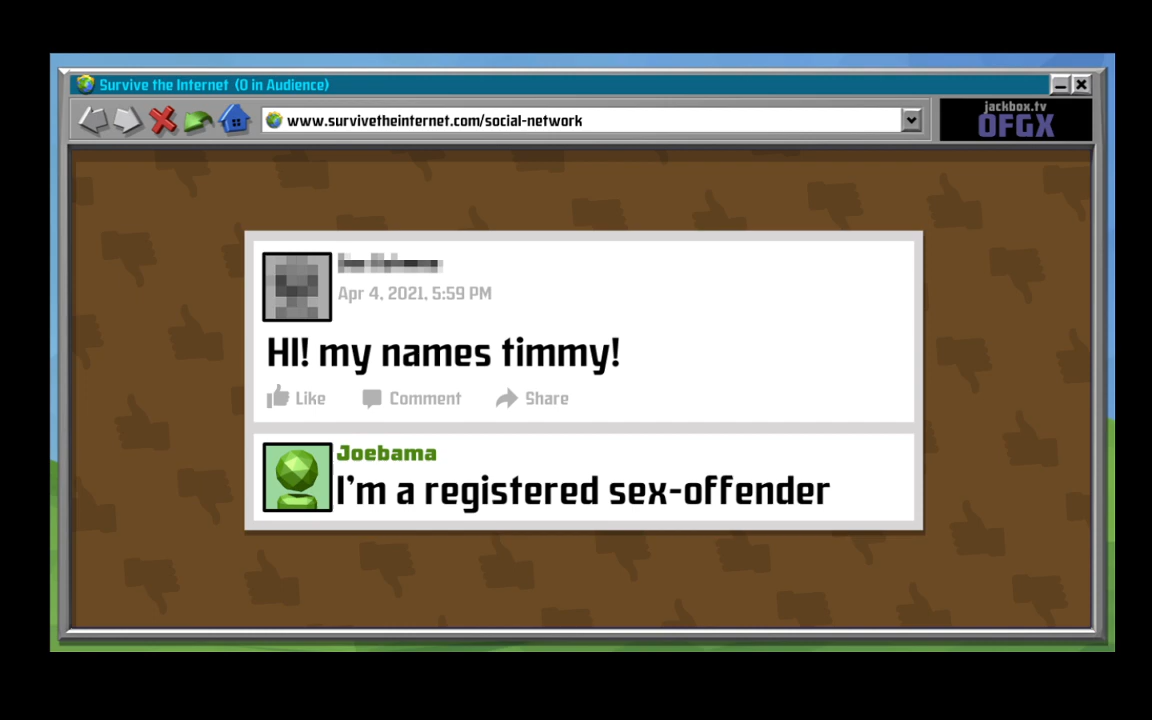 Survive the Internet (0 in Audience)
www.survivetheinternet.com/social-network
jackbox.tv
OFGX
Apr 4, 2021, 5:59 PM
HI! my names timmy!
Like Comment Share
Joebama
I'm a registered sex-offender